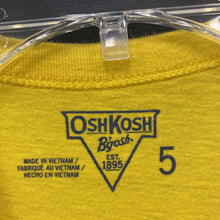 OSHKOSH
B'gosh
EST.
1895
MADE IN VIETNAM /
FABRIQUÉ AU VIETNAM /
HECHO EN VIETNAM
5